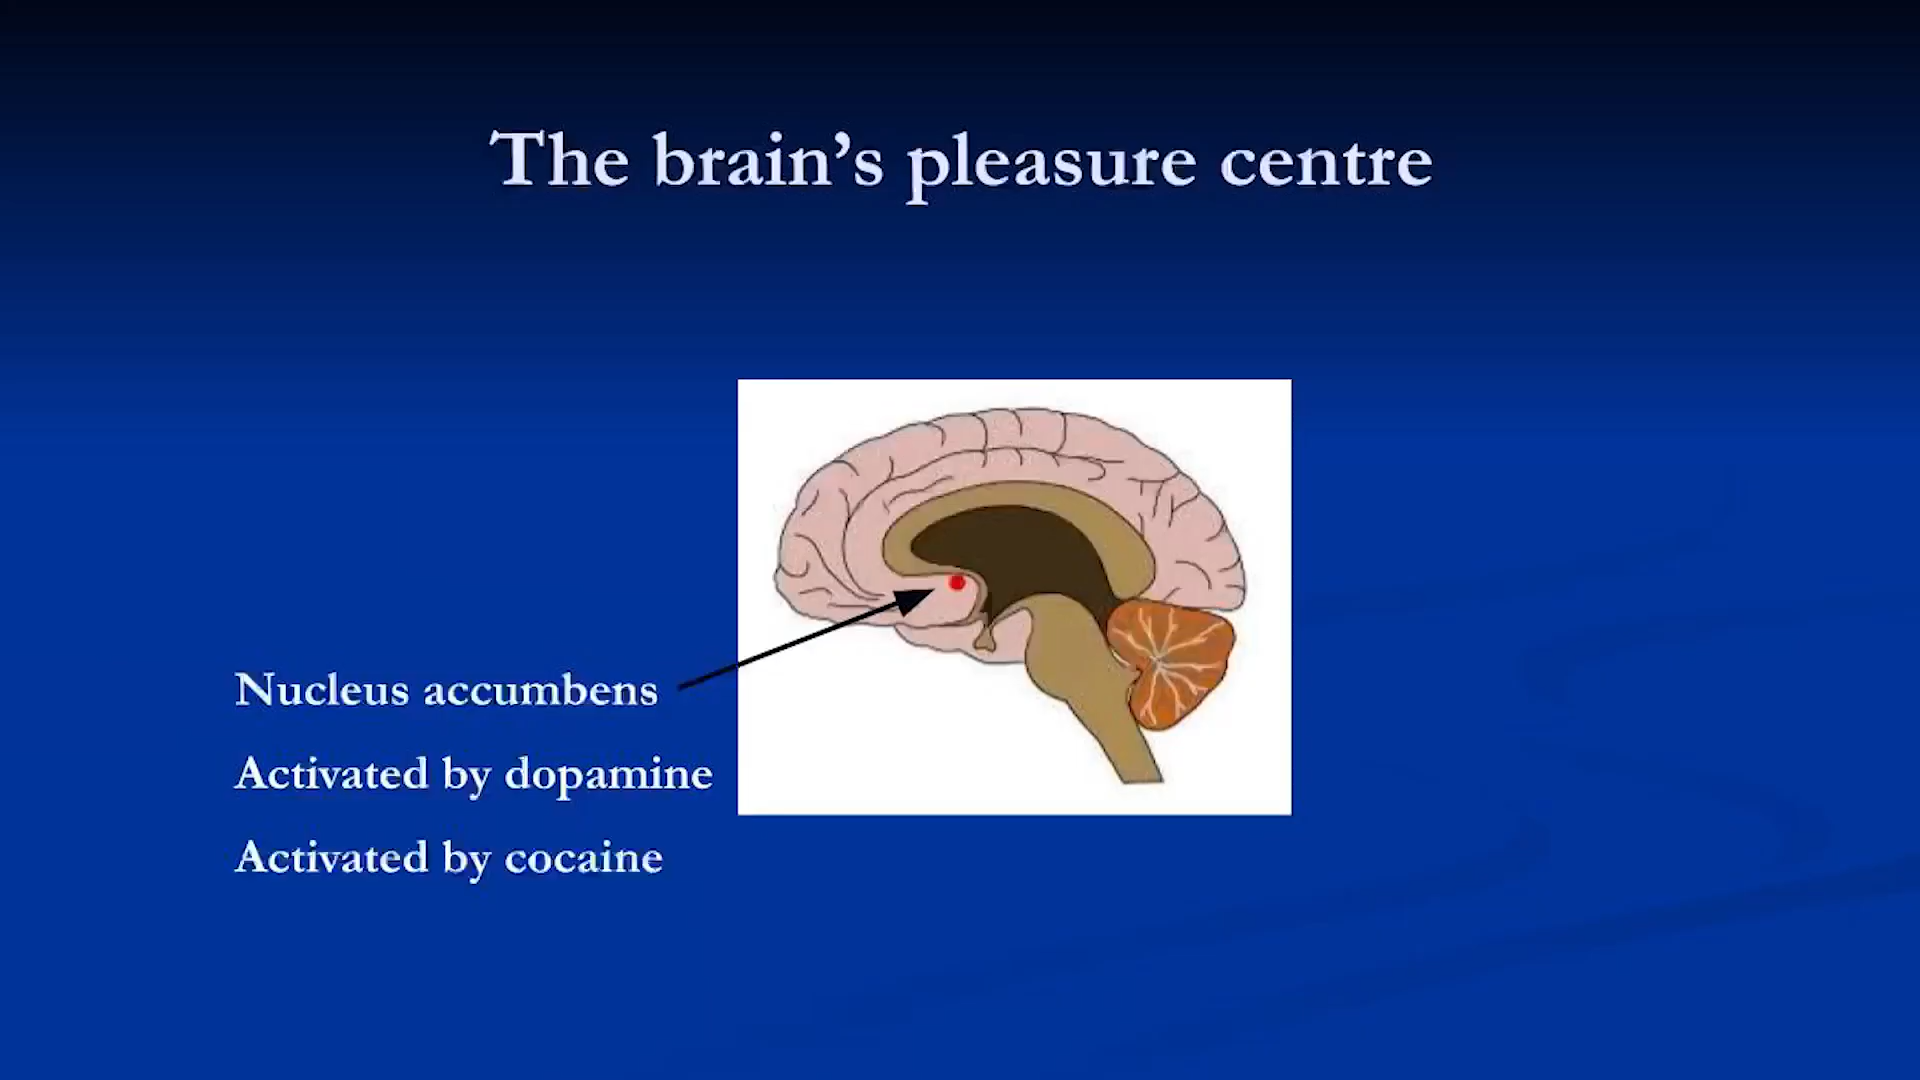 The brain’s pleasure centre
Nucleus accumbens
Activated by dopamine
Activated by cocaine